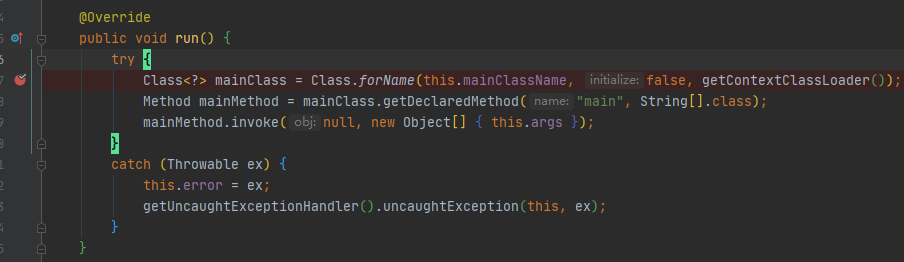 @Override
public void run() {
try {
Class<?> mainClass = Class.forName(this.mainClassName, initialize: false, getContextClassLoader());
Method mainMethod = mainClass.getDeclaredMethod( name: "main", String[].class);
mainMethod.invoke( obj: null, new Object[] { this.args });
}
catch (Throwable ex) {
this.error = ex;
getUncaughtExceptionHandler().uncaughtException(this, ex);
}
}